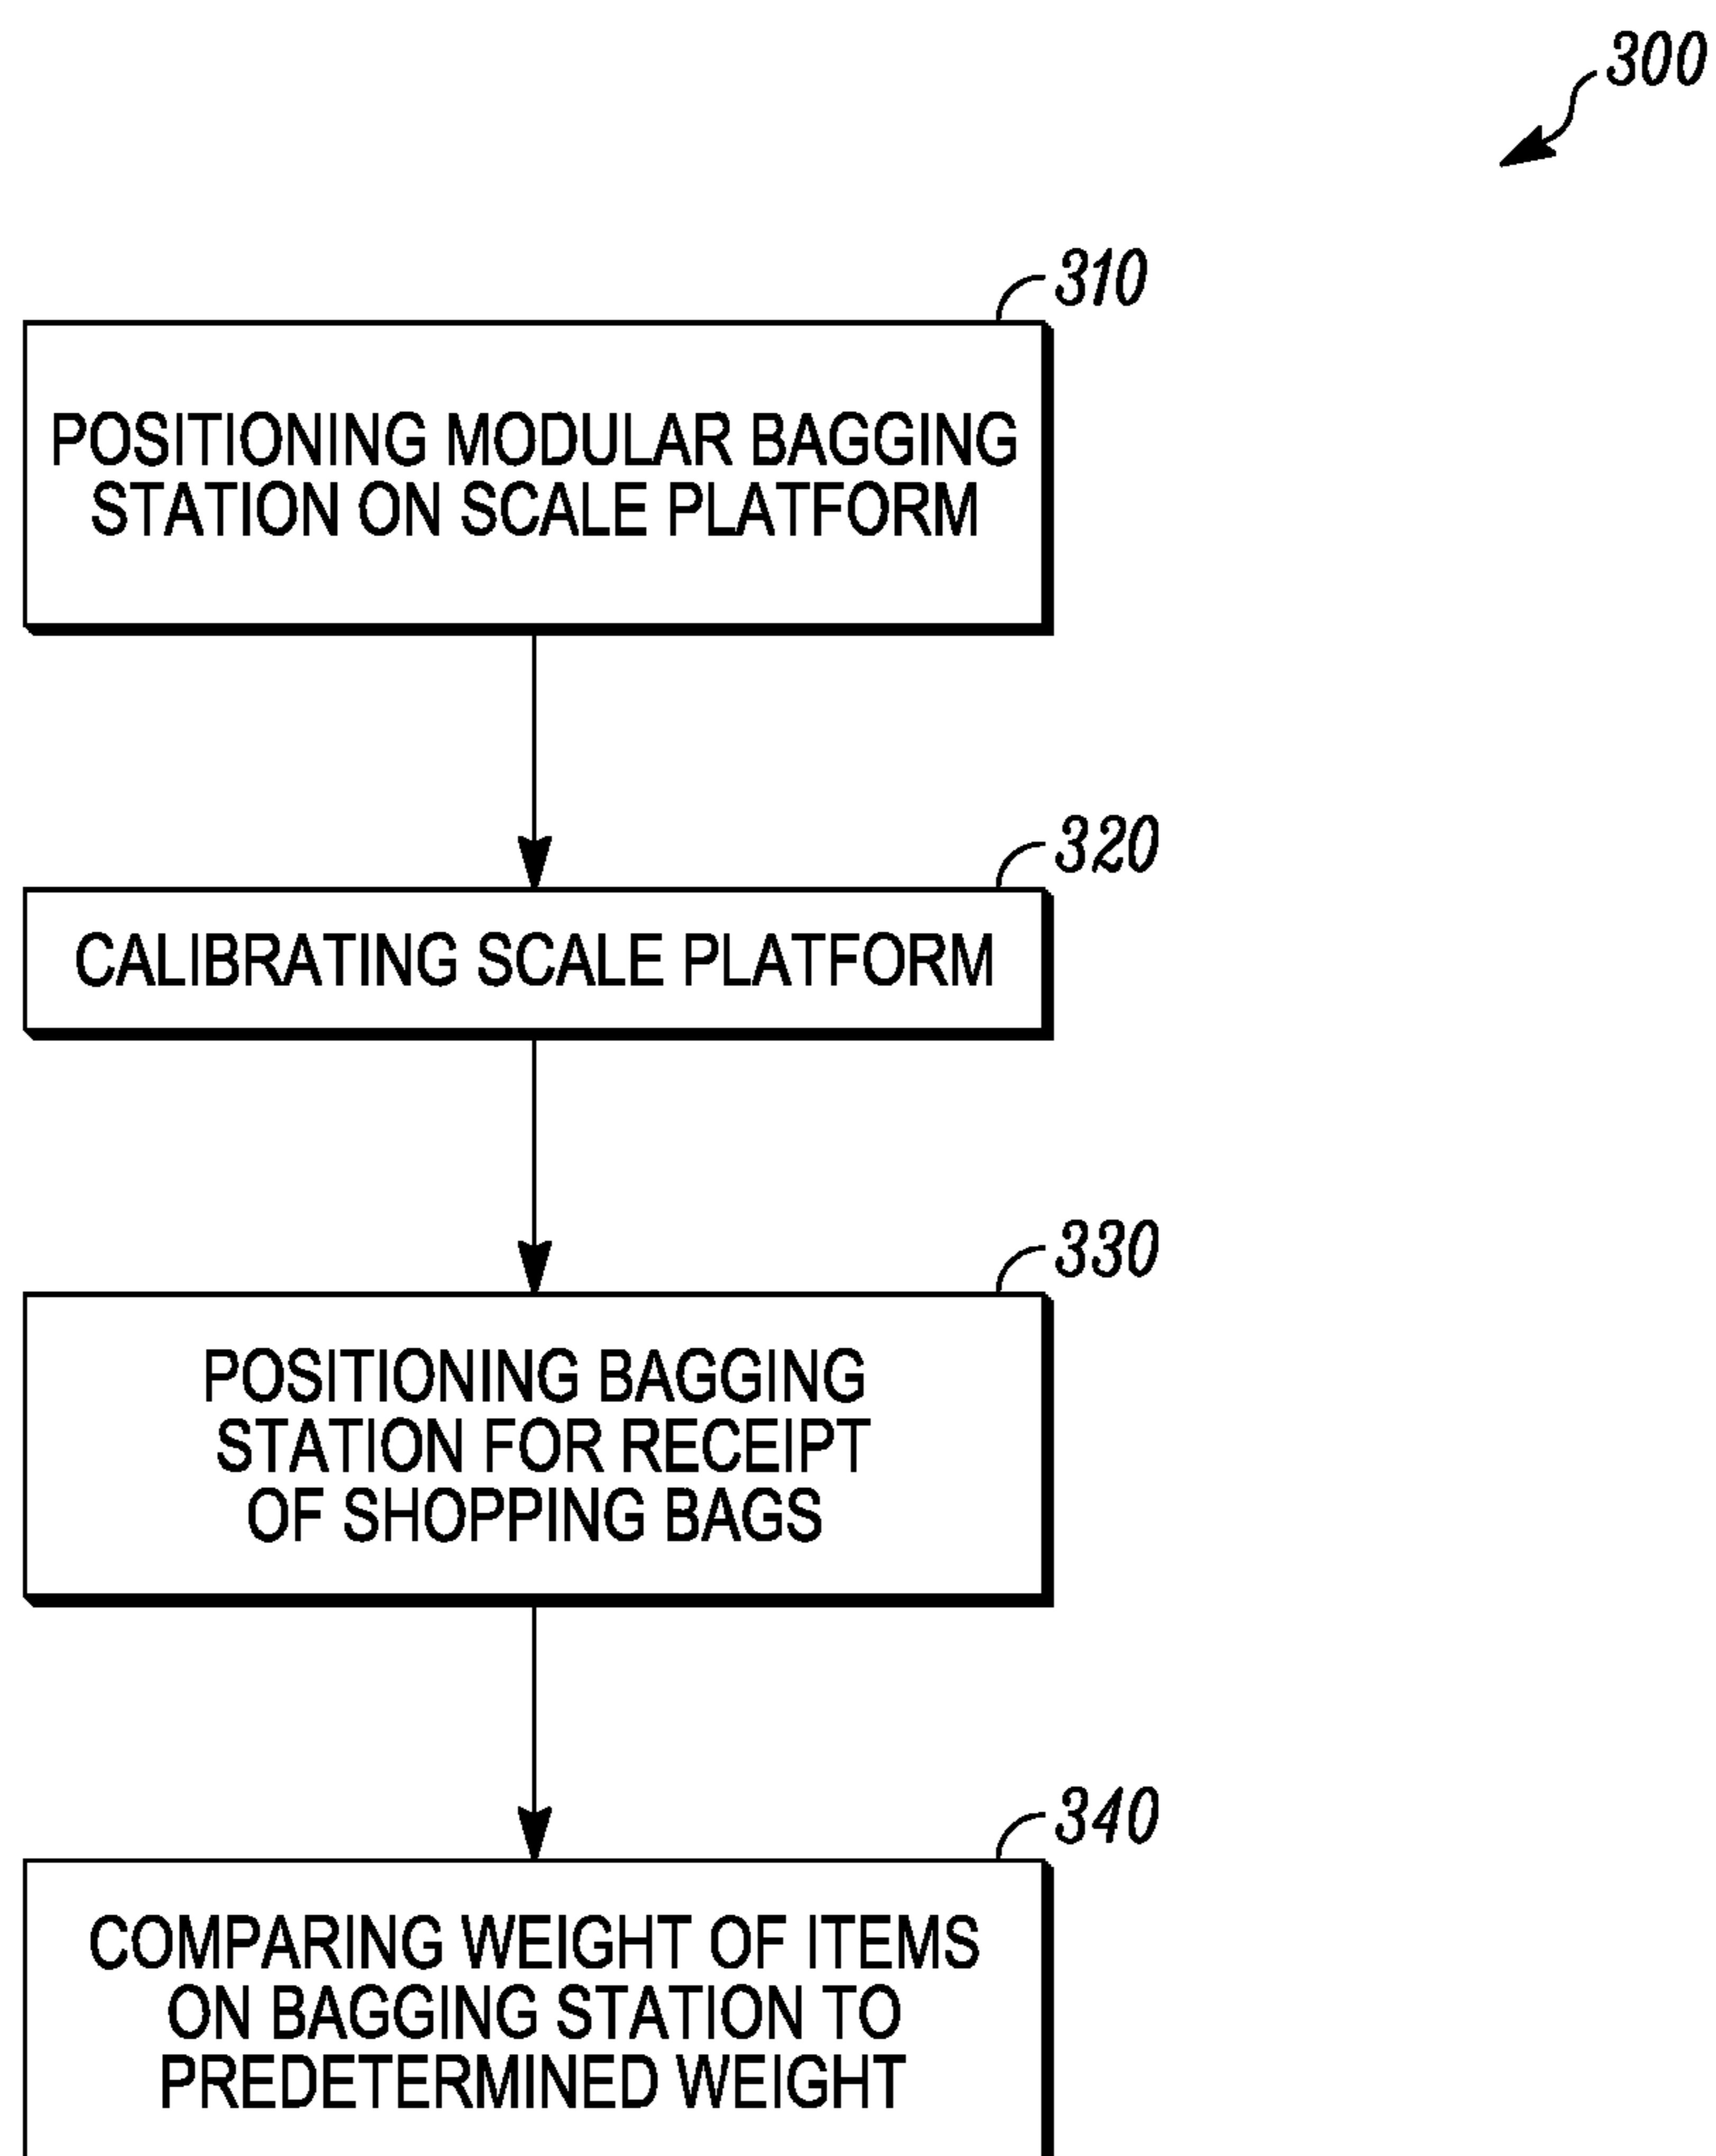 300
310
POSITIONING MODULAR BAGGING
STATION ON SCALE PLATFORM
320
CALIBRATING SCALE PLATFORM
330
POSITIONING BAGGING
STATION FOR RECEIPT
OF SHOPPING BAGS
340
COMPARING WEIGHT OF ITEMS
ON BAGGING STATION TO
PREDETERMINED WEIGHT